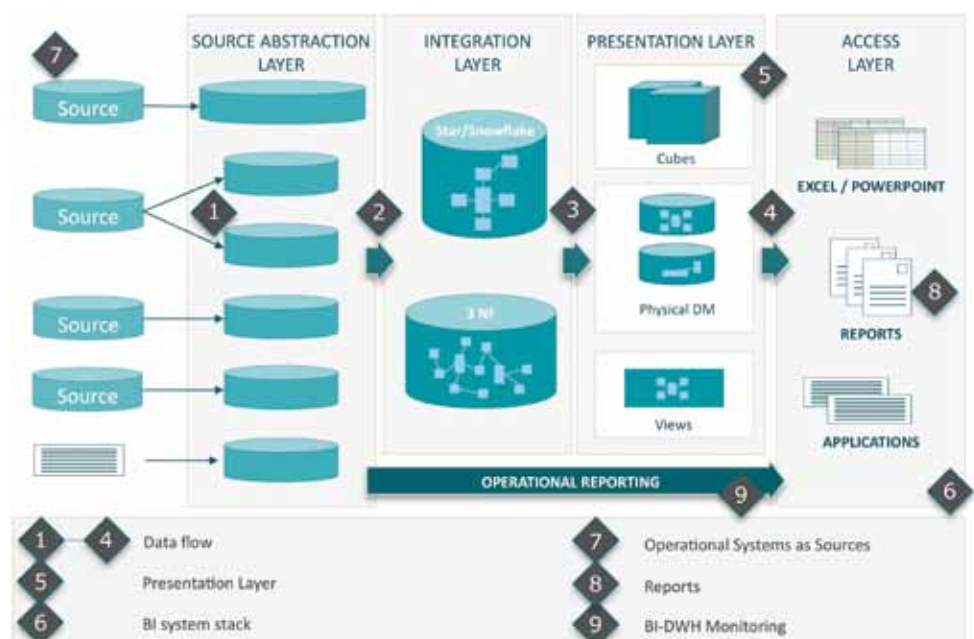 7
SOURCE ABSTRACTION
LAYER
INTEGRATION
LAYER
PRESENTATION LAYER
ACCESS
LAYER
5
Source
Star/Snowflake
Cubes
EXCEL / POWERPOINT
Source
1
2
3
4
Physical DM
8
Source
3 NF
REPORTS
Source
Views
APPLICATIONS
OPERATIONAL REPORTING
9
6
1
4
Data flow
7
Operational Systems as Sources
5
Presentation Layer
8
Reports
6
BI system stack
9
BI-DWH Monitoring